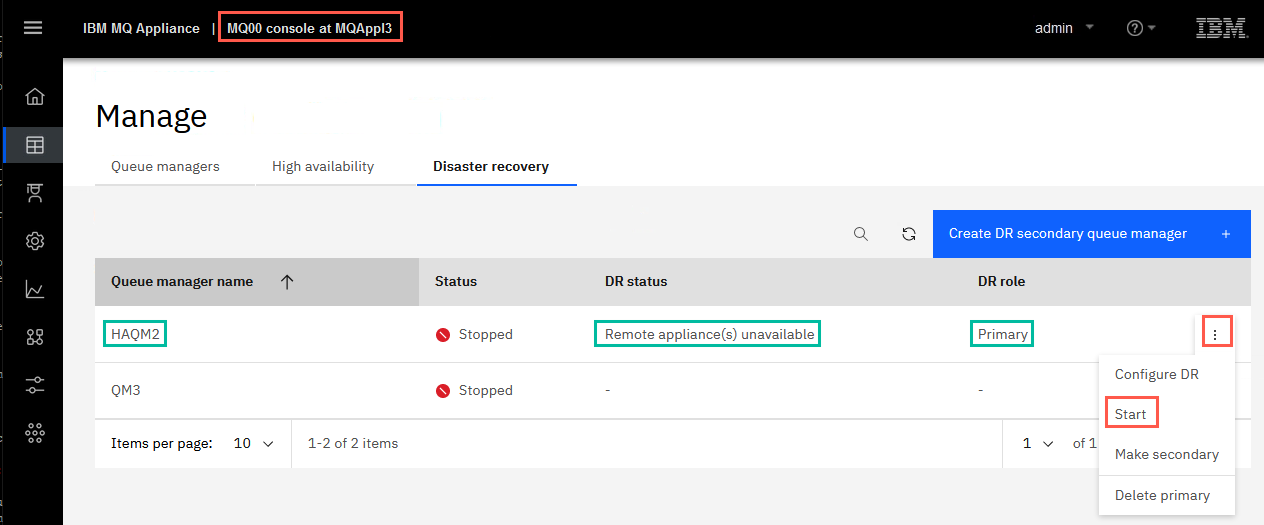 IBM MQ Appliance | MQ00 console at MQAppl3 admin IBM
Manage
Queue managers High availability Disaster recovery
Create DR secondary queue manager +
Queue manager name Status DR status DR role
HAQM2 Stopped Remote appliance(s) unavailable Primary
Configure DR
QM3 Stopped - -
Start
Items per page: 10 1-2 of 2 items 1 of 1
Make secondary
Delete primary